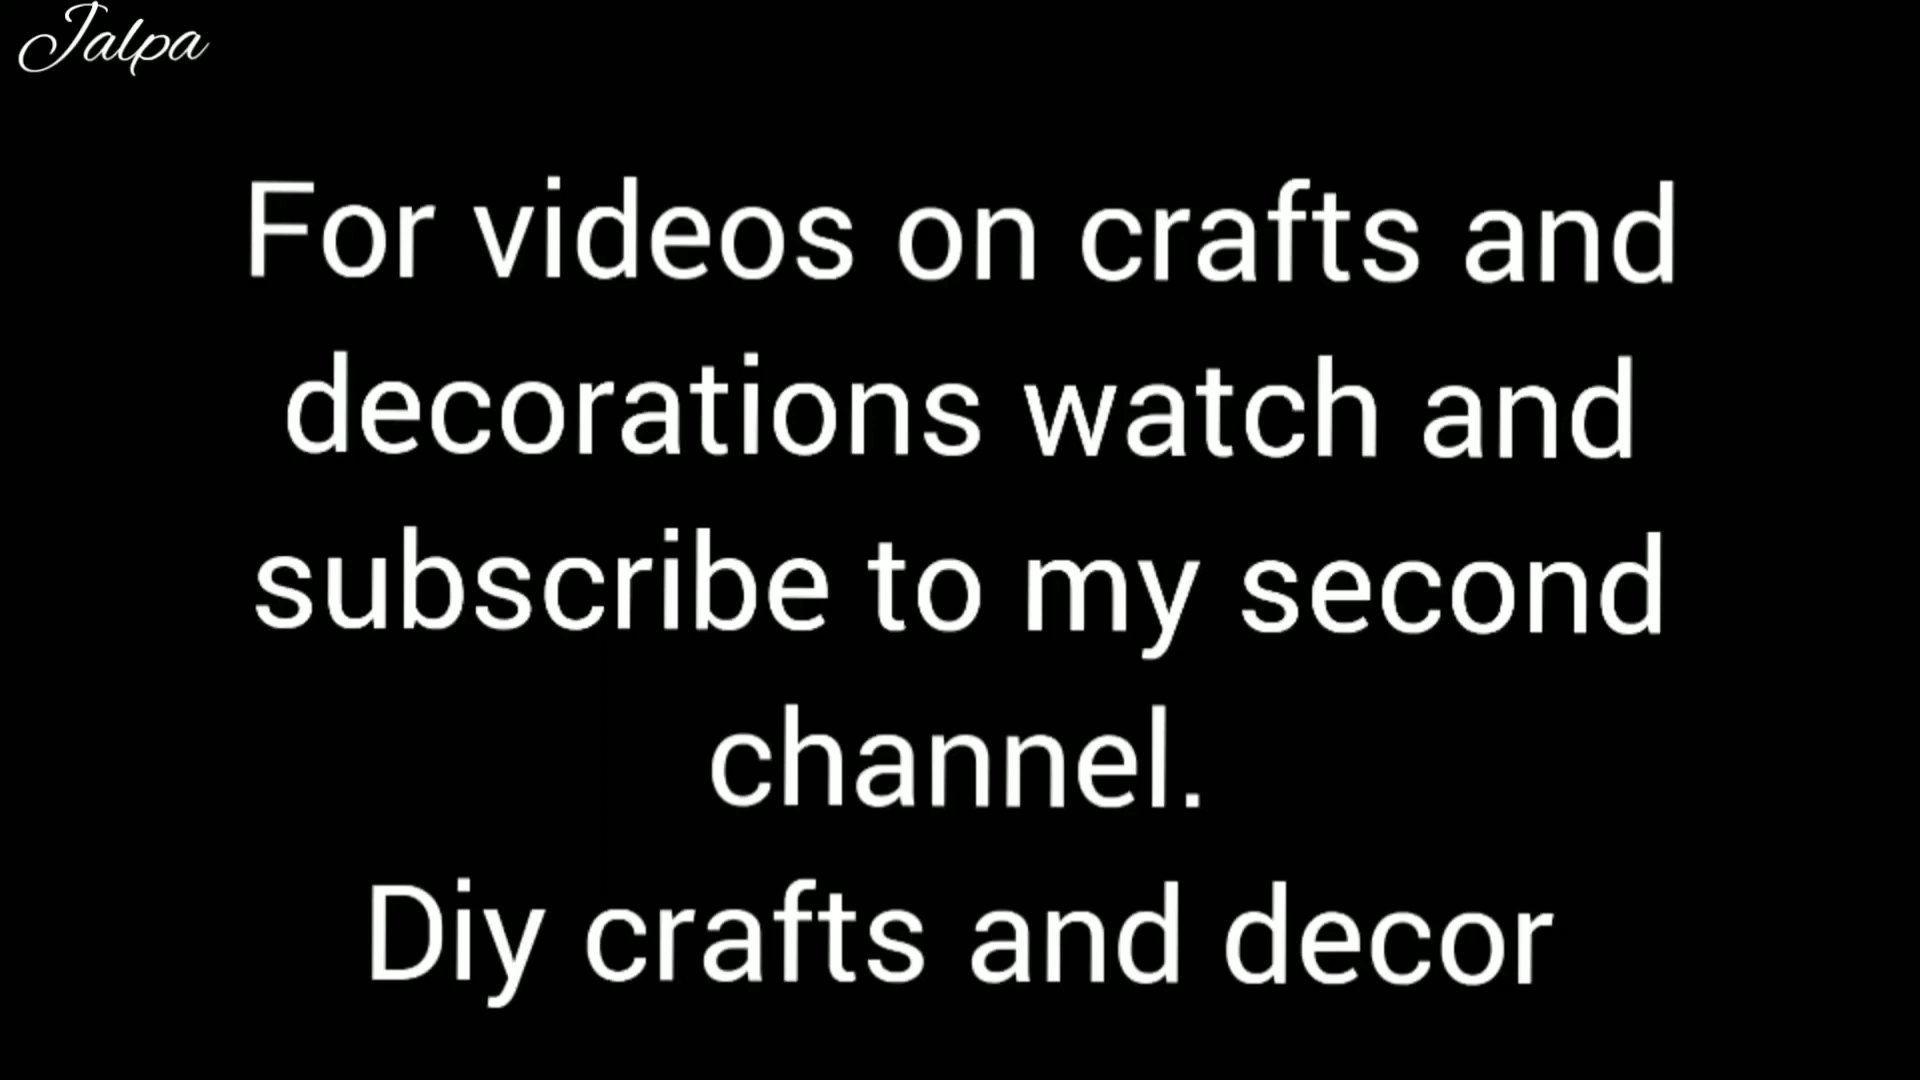 Jalpa
For videos on crafts and
decorations watch and
subscribe to my second
channel.
Diy crafts and decor